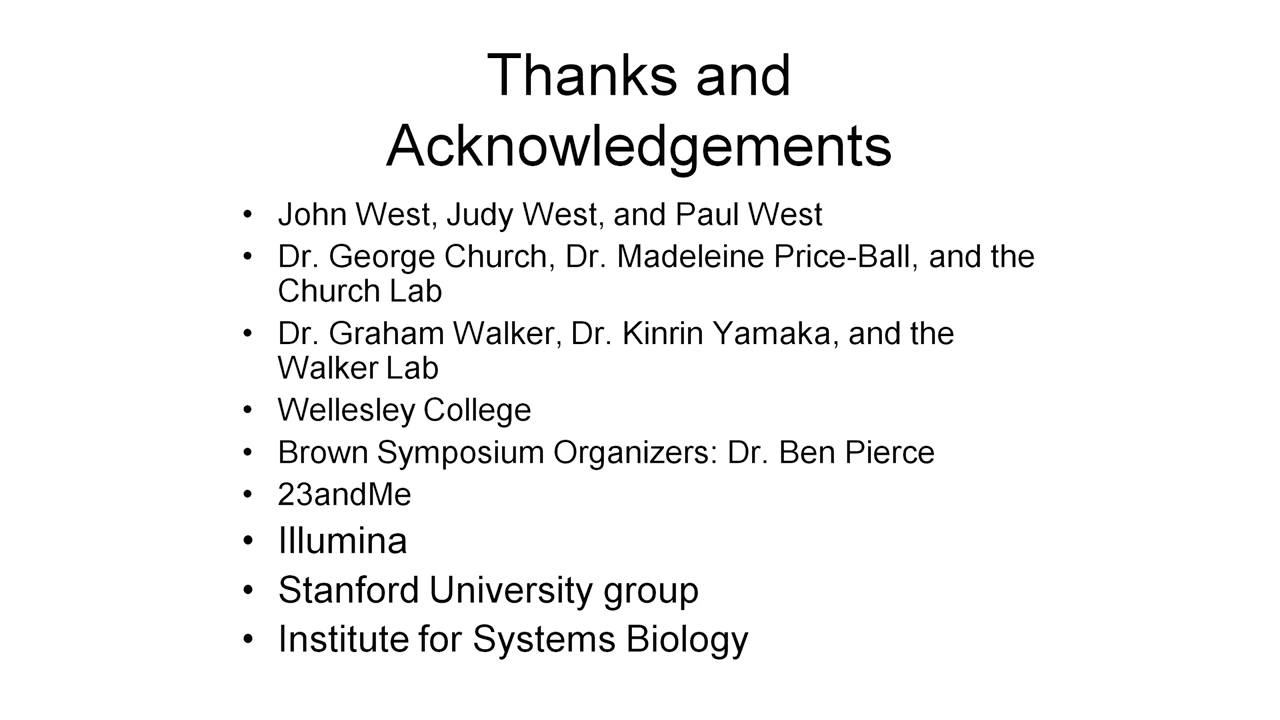 Thanks and
Acknowledgements
• John West, Judy West, and Paul West
• Dr. George Church, Dr. Madeleine Price-Ball, and the
Church Lab
• Dr. Graham Walker, Dr. Kinrin Yamaka, and the
Walker Lab
• Wellesley College
• Brown Symposium Organizers: Dr. Ben Pierce
• 23andMe
• Illumina
• Stanford University group
• Institute for Systems Biology